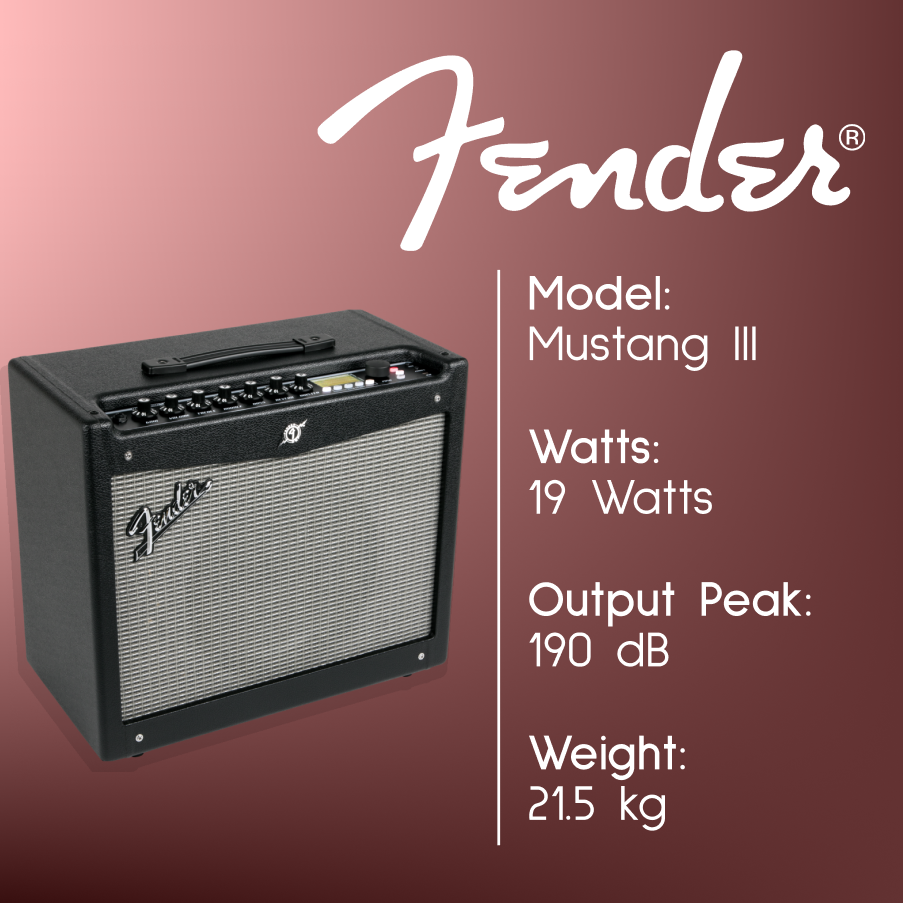 Fender®
Model:
Mustang III
Watts:
19 Watts
Output Peak:
190 dB
Weight:
21.5 kg
Fender